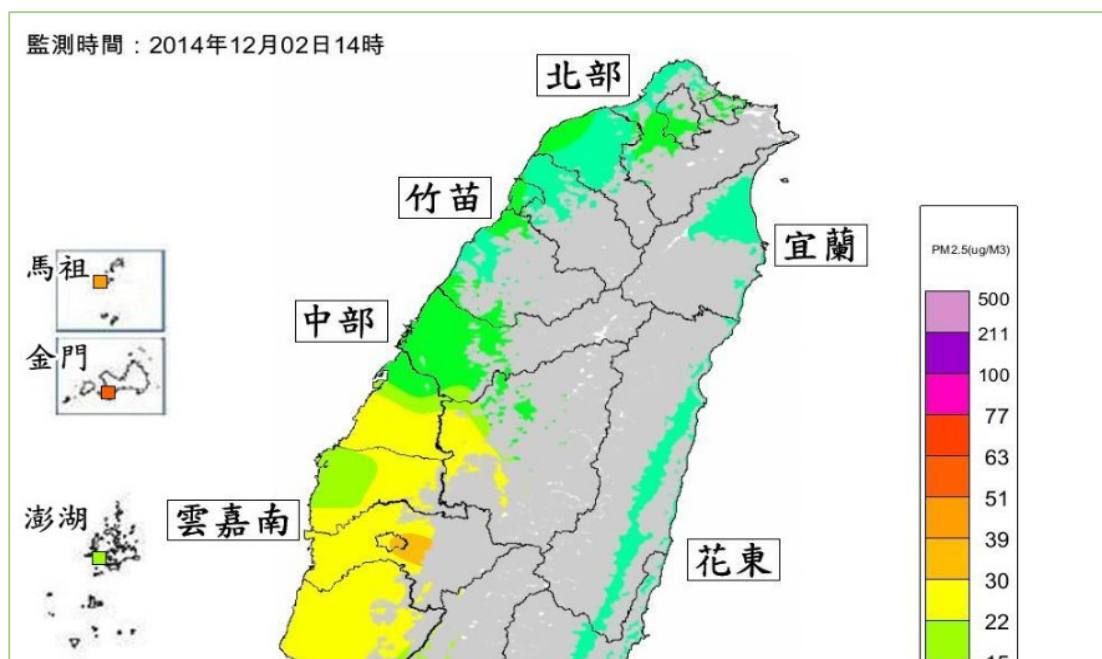 監測時間：2014年12月02日14時
北部
竹苗
宜蘭
馬祖
中部
金門
澎湖
雲嘉南
花東
PM2.5(ug/M3)
500
211
100
77
63
51
39
30
22